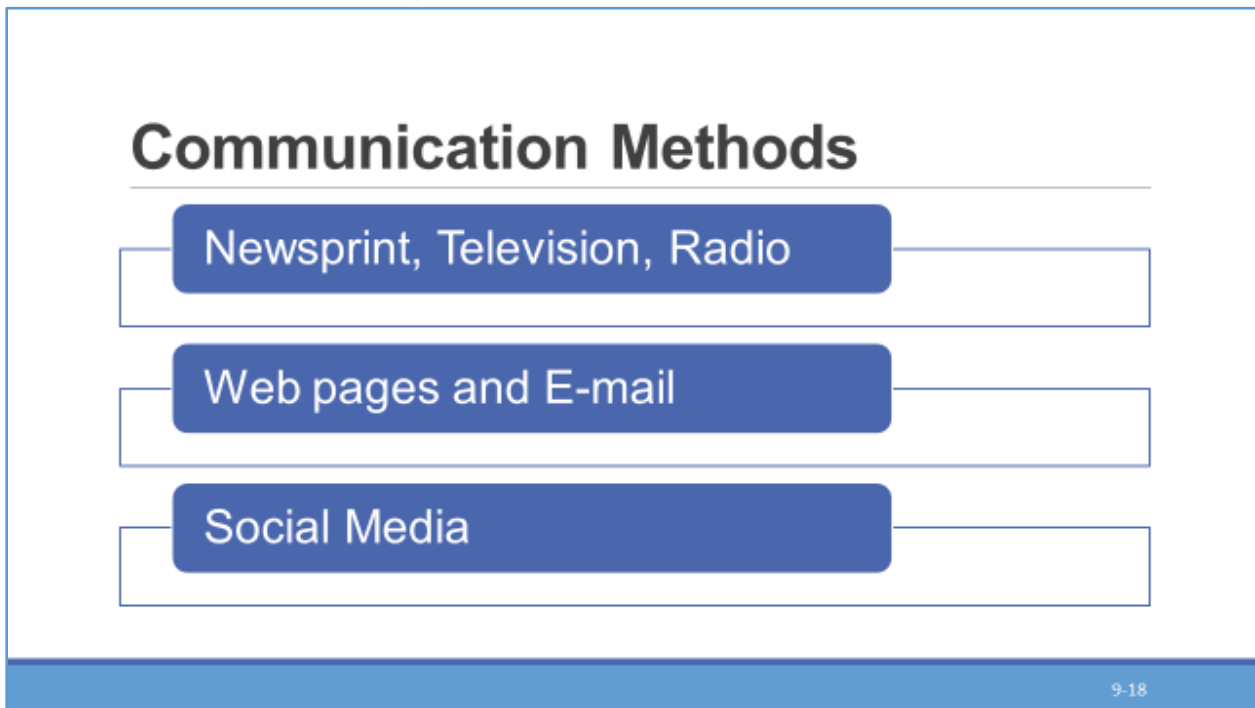 Communication Methods
Newsprint, Television, Radio
Web pages and E-mail
Social Media
9-18